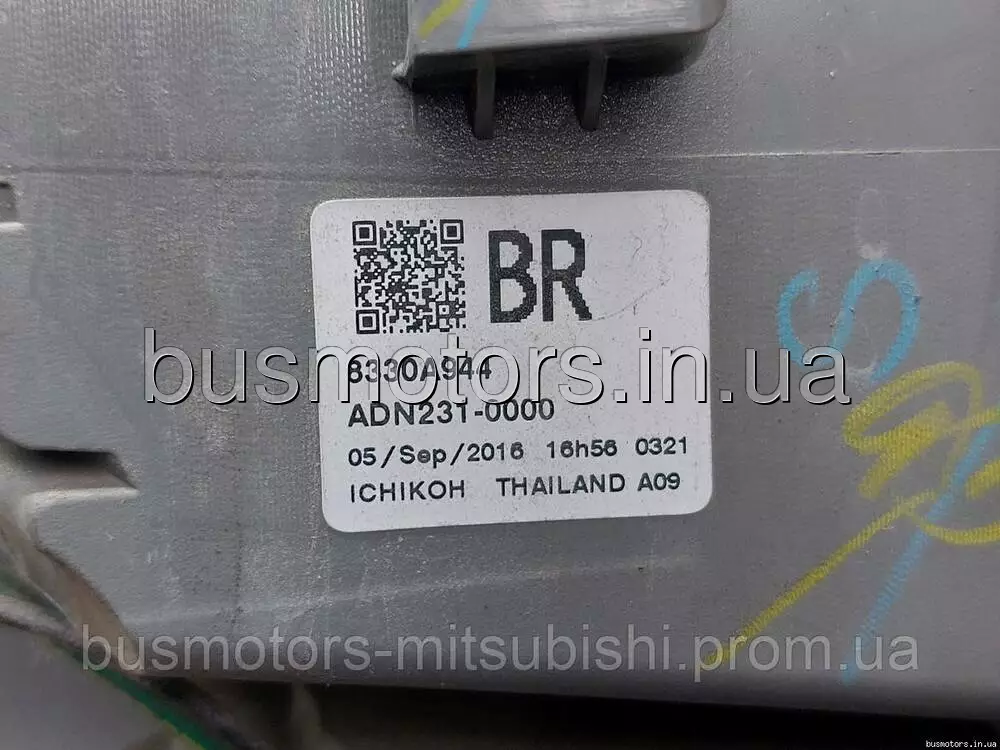 BR
busmotors.in.ua
8330A944
ADN231-0000
05/Sep/2016 16h56 0321
ICHIKOH THAILAND A09
busmotors-mitsubishi.prom.ua
busmotors.in.ua